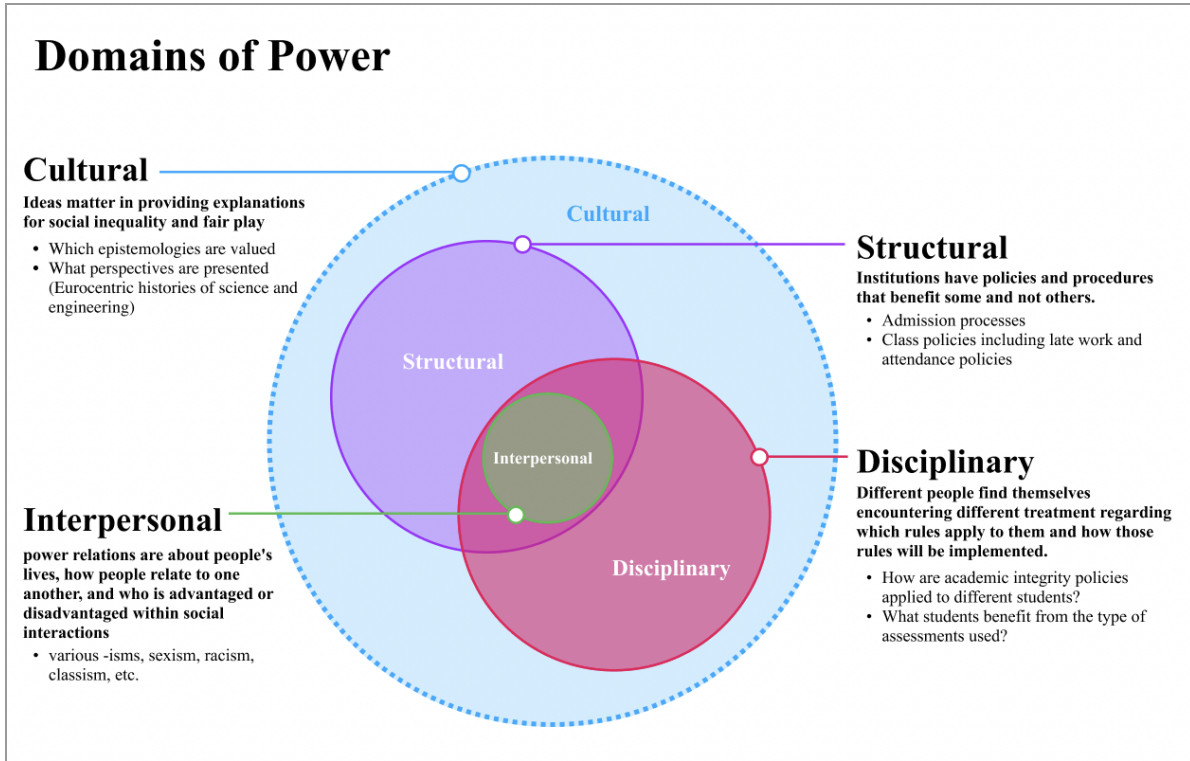 Domains of Power
Cultural
Ideas matter in providing explanations
for social inequality and fair play
• Which epistemologies are valued
• What perspectives are presented
(Eurocentric histories of science and
engineering)
Cultural
Structural
Institutions have policies and procedures
that benefit some and not others.
• Admission processes
• Class policies including late work and
attendance policies
Structural
Interpersonal
Disciplinary
Disciplinary
Different people find themselves
encountering different treatment regarding
which rules apply to them and how those
rules will be implemented.
• How are academic integrity policies
applied to different students?
• What students benefit from the type of
assessments used?
Interpersonal
power relations are about people's
lives, how people relate to one
another, and who is advantaged or
disadvantaged within social
interactions
• various -isms, sexism, racism,
classism, etc.